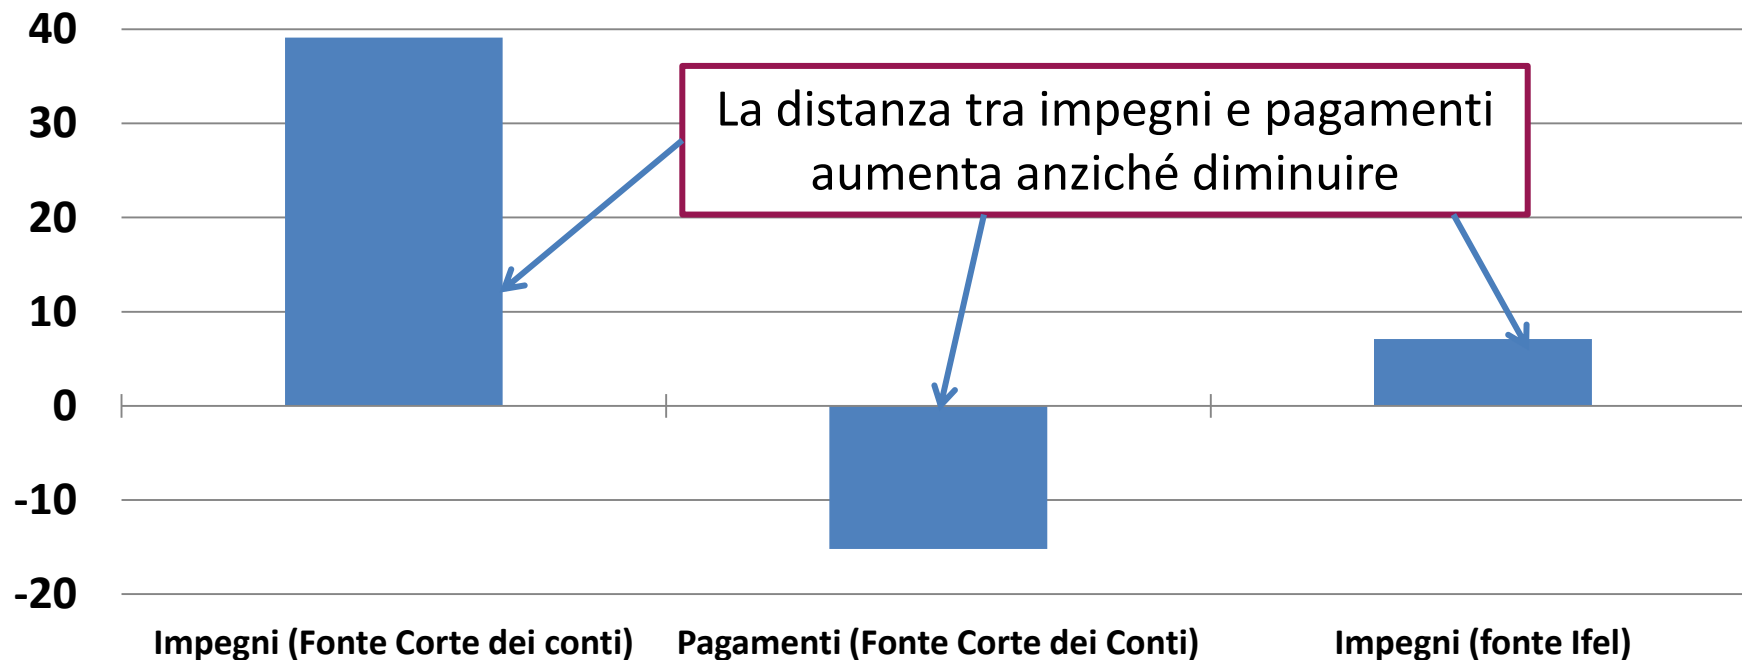 40
30
20
10
0
-10
-20
La distanza tra impegni e pagamenti
aumenta anziché diminuire
Impegni (Fonte Corte dei conti)
Pagamenti (Fonte Corte dei Conti)
Impegni (fonte Ifel)